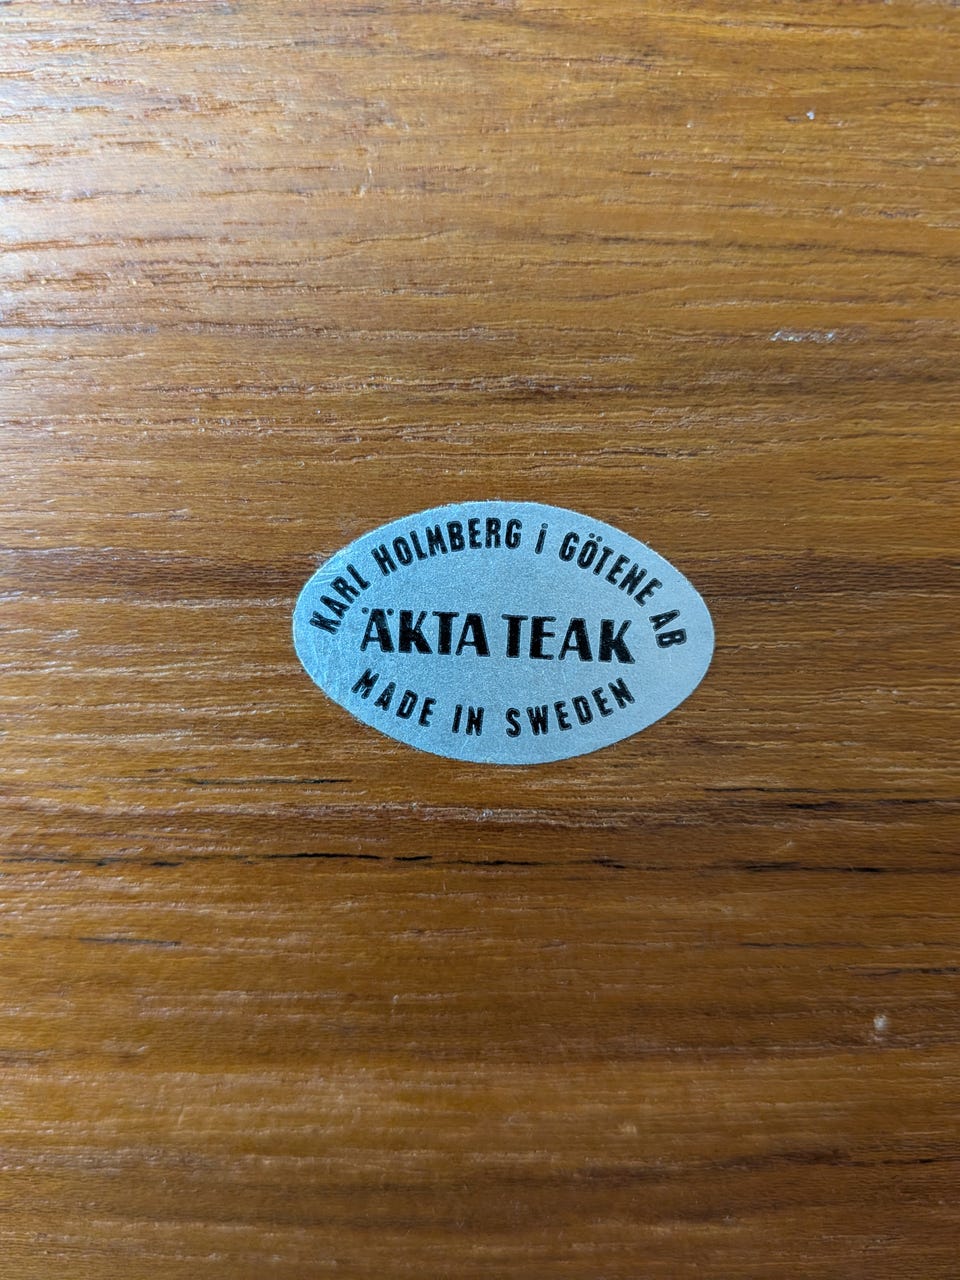 KARL HOLMBERG i GÖTENE AB
ÄKTA TEAK
MADE IN SWEDEN